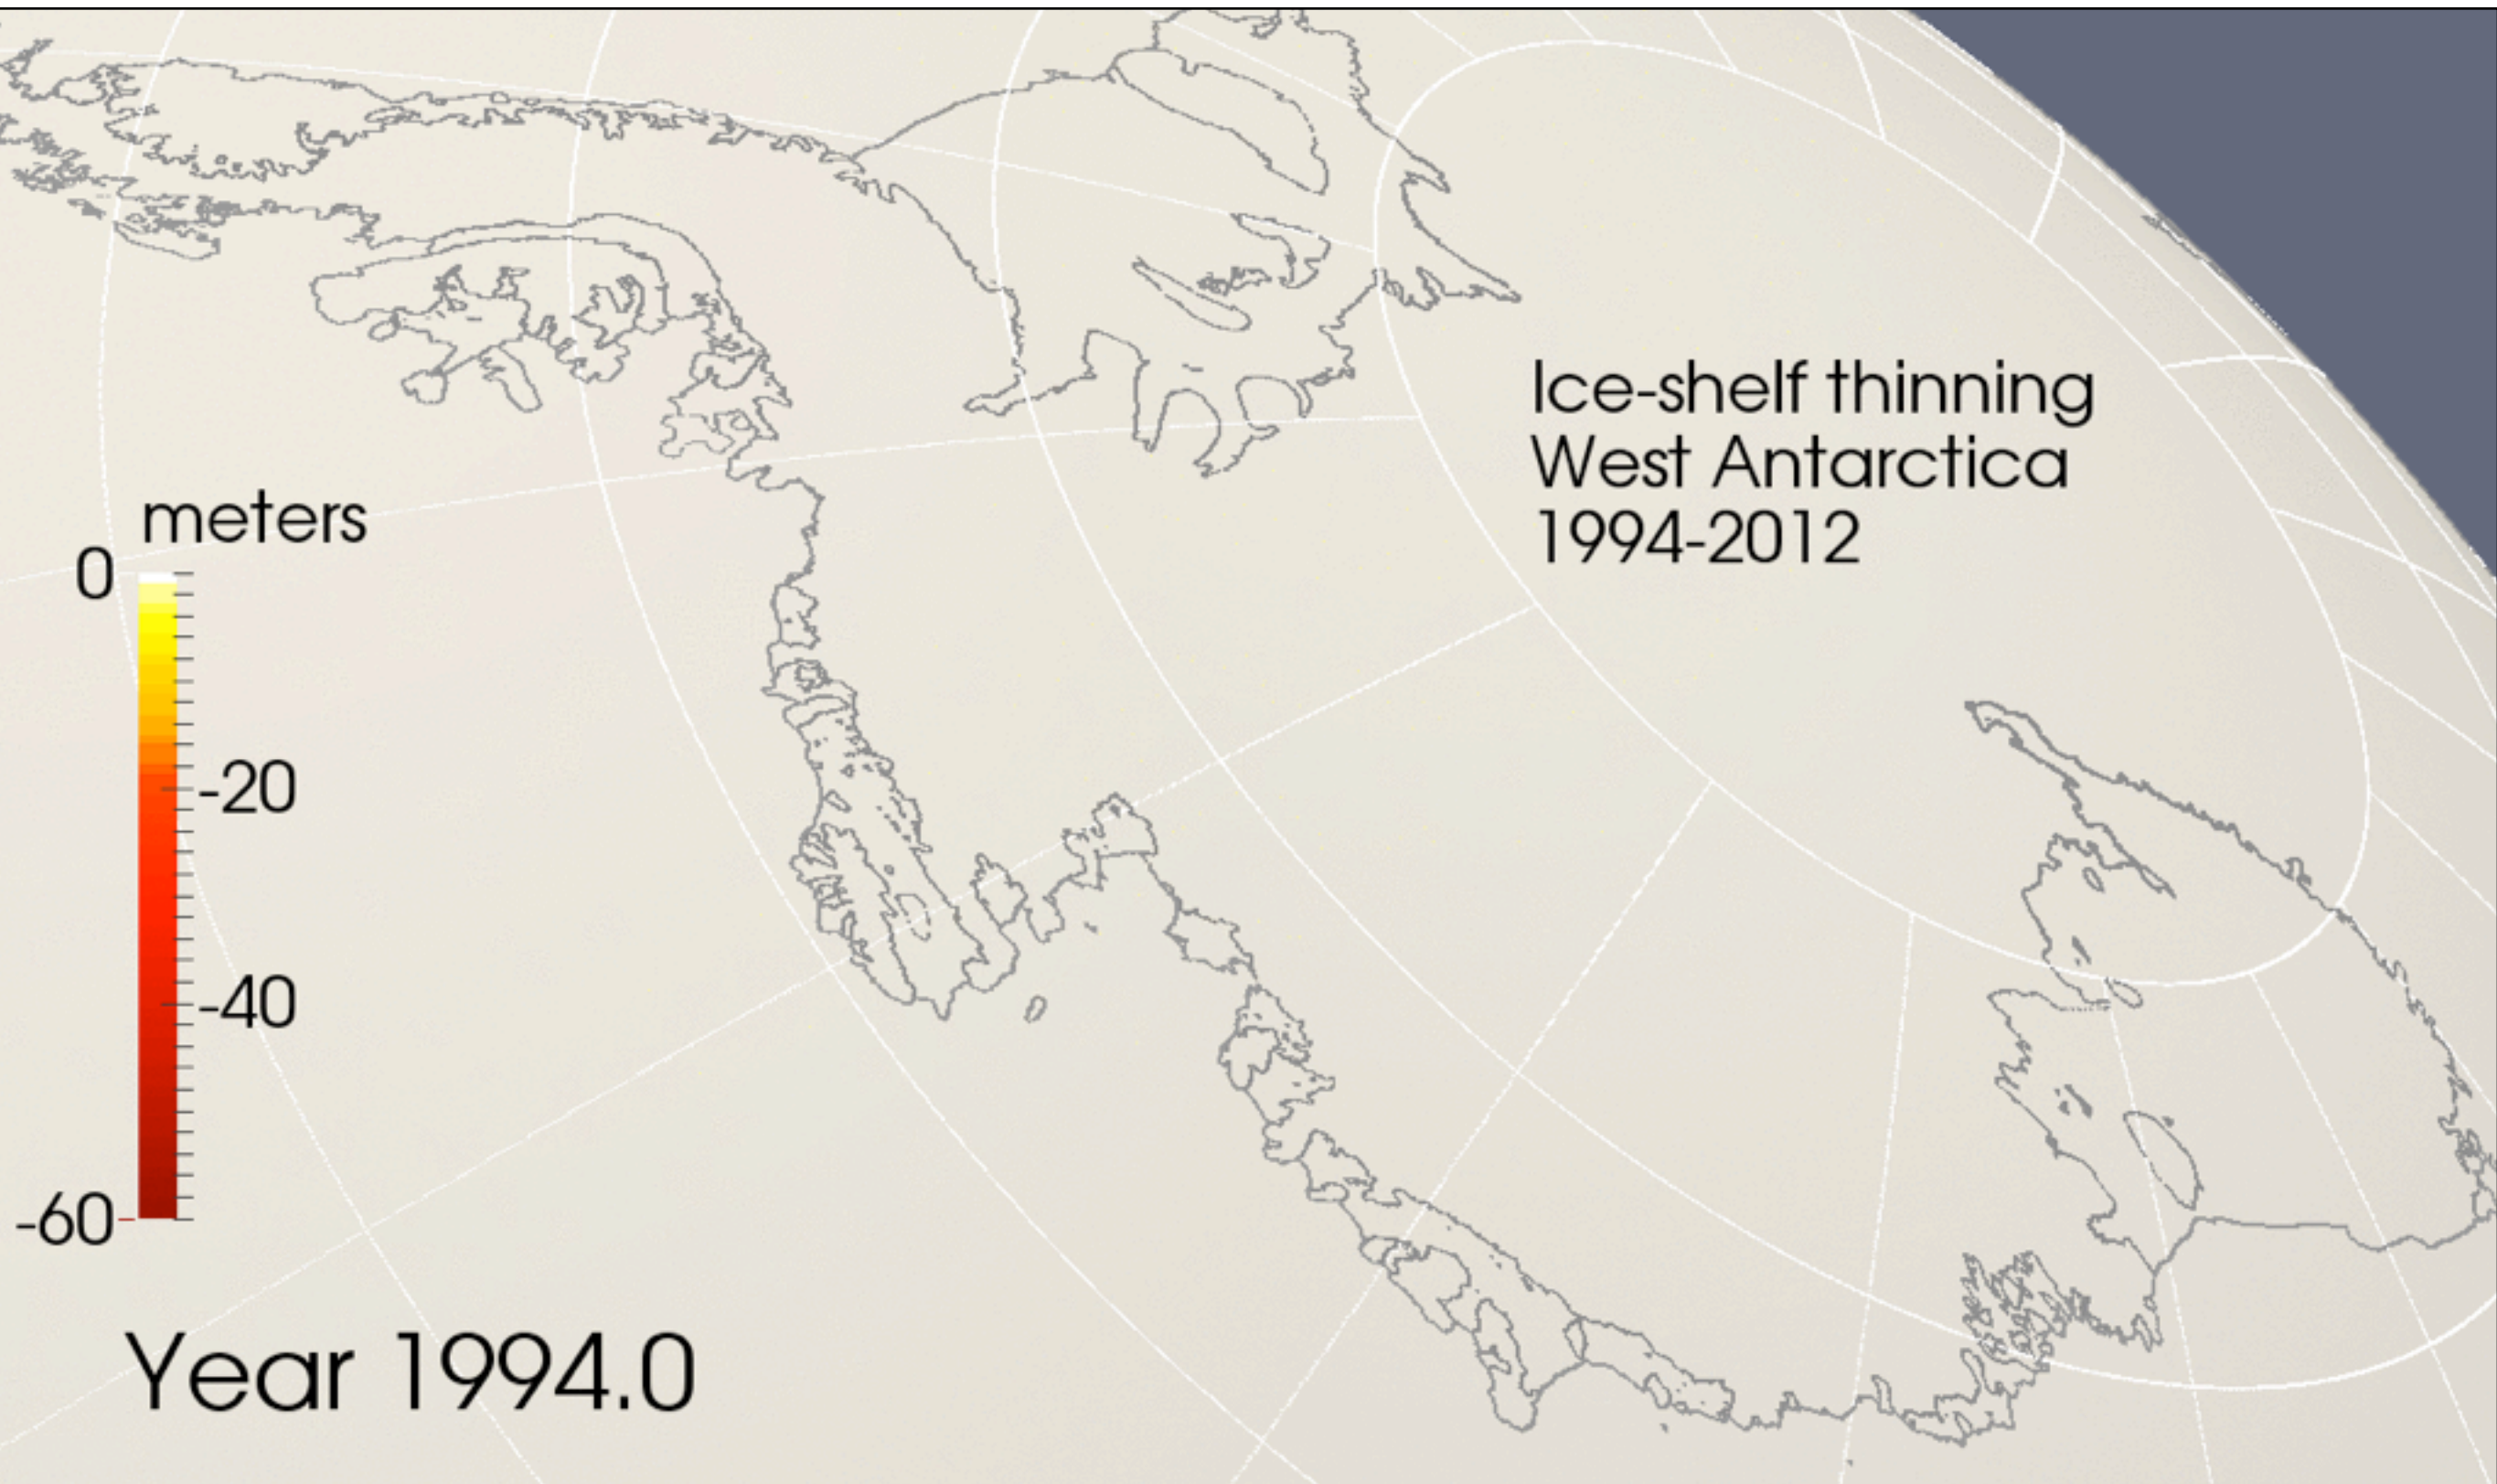 Ice-shelf thinning
West Antarctica
1994-2012
meters
0
-20
-40
-60
Year 1994.0